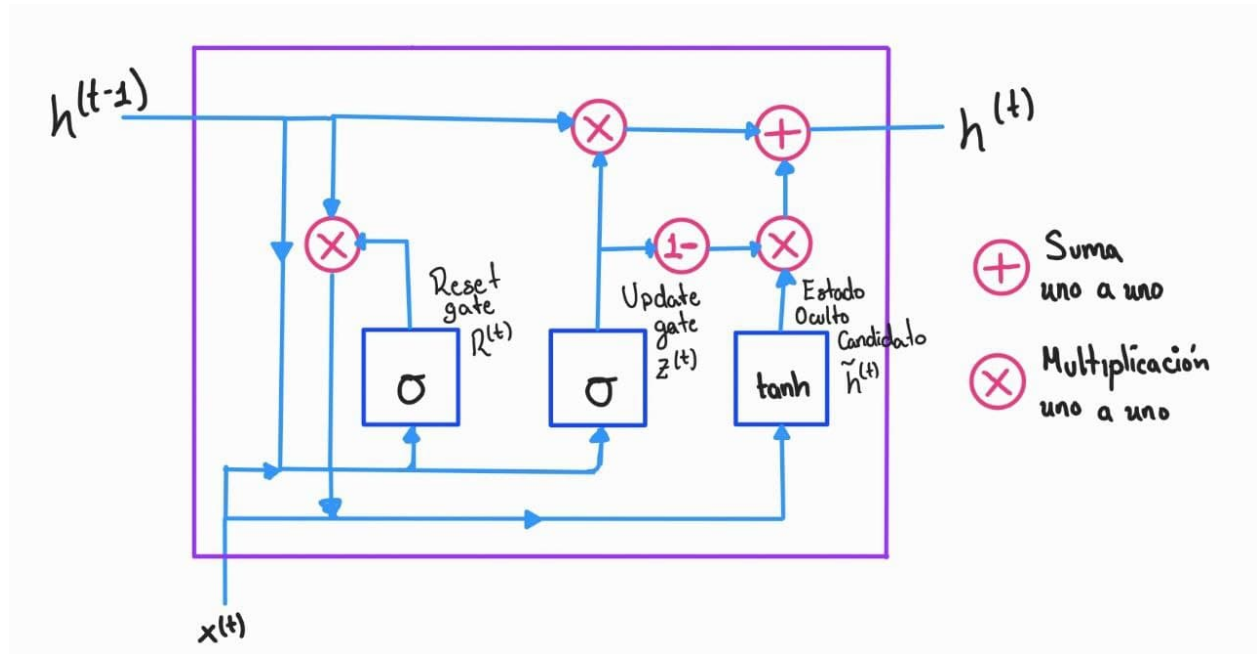 h^(t-1)
h^(t)
×
+
×
1-
×
Reset
gate
R^(t)
Update
gate
z^(t)
Estado
Oculto
Candidato
h̃^(t)
σ
σ
tanh
x^(t)
+ Suma
uno a uno
× Multiplicación
uno a uno